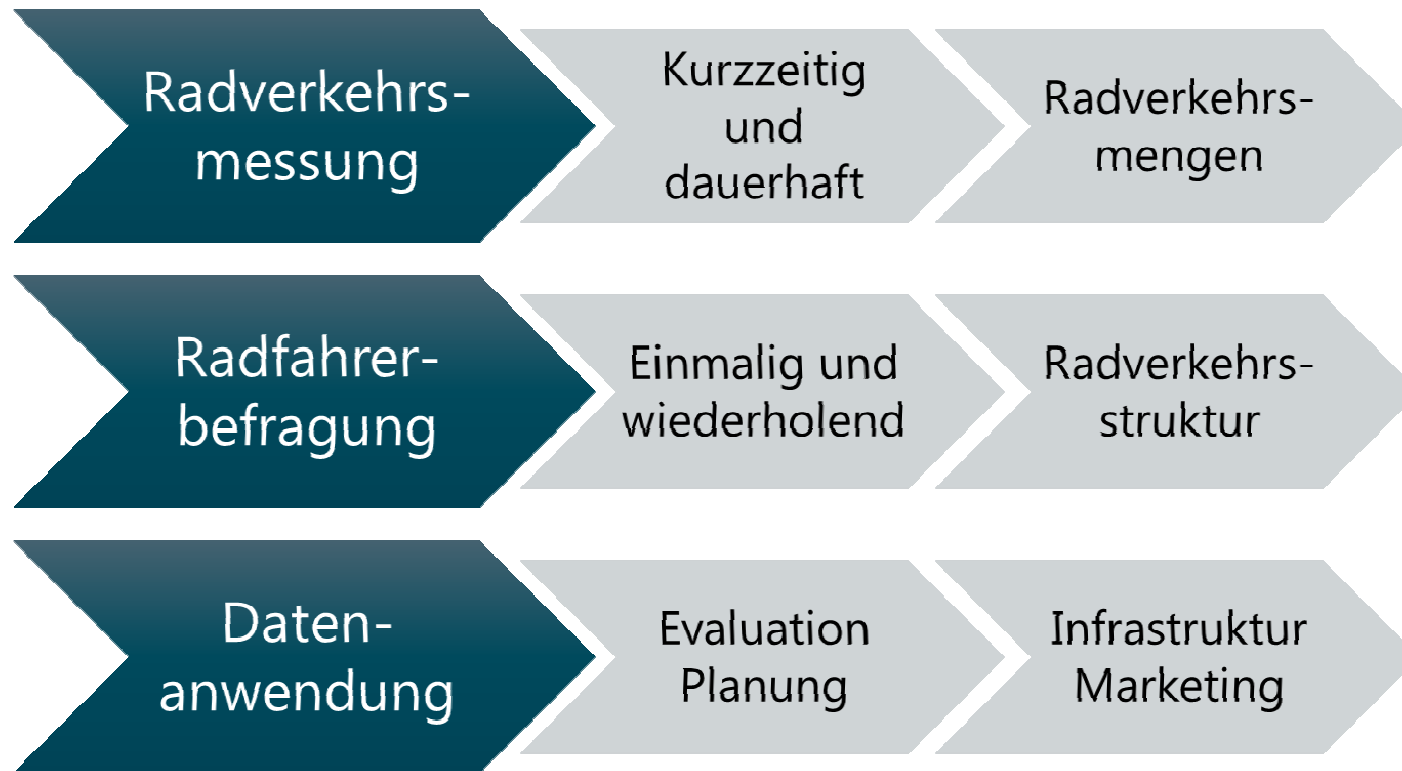 Radverkehrs-
messung
Kurzzeitig
und
dauerhaft
Radverkehrs-
mengen
Radfahrer-
befragung
Einmalig und
wiederholend
Radverkehrs-
struktur
Daten-
anwendung
Evaluation
Planung
Infrastruktur
Marketing